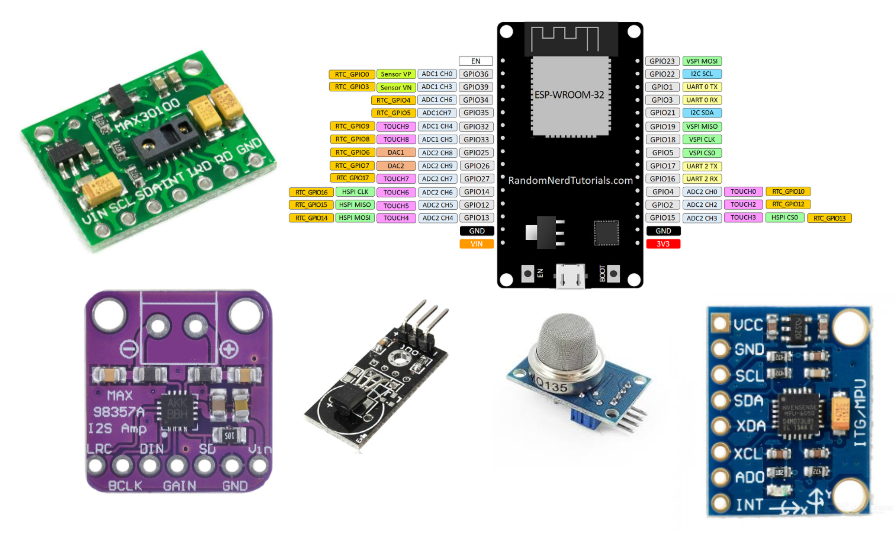 MAX30100
VIN SCL SDA INT IRD RD GND
EN
RTC_GPIO0 Sensor VP ADC1 CH0 GPIO36
RTC_GPIO3 Sensor VN ADC1 CH3 GPIO39
RTC_GPIO4 ADC1 CH6 GPIO34
RTC_GPIO5 ADC1CH7 GPIO35
RTC_GPIO9 TOUCH9 ADC1 CH4 GPIO32
RTC_GPIO8 TOUCH8 ADC1 CH5 GPIO33
RTC_GPIO6 DAC1 ADC2 CH8 GPIO25
RTC_GPIO7 DAC2 ADC2 CH9 GPIO26
RTC_GPIO17 TOUCH7 ADC2 CH7 GPIO27
RTC_GPIO16 HSPI CLK TOUCH6 ADC2 CH6 GPIO14
RTC_GPIO15 HSPI MISO TOUCH5 ADC2 CH5 GPIO12
RTC_GPIO14 HSPI MOSI TOUCH4 ADC2 CH4 GPIO13
GND
VIN
ESP-WROOM-32
RandomNerdTutorials.com
EN
BOOT
GPIO23 VSPI MOSI
GPIO22 I2C SCL
GPIO1 UART 0 TX
GPIO3 UART 0 RX
GPIO21 I2C SDA
GPIO19 VSPI MISO
GPIO18 VSPI CLK
GPIO5 VSPI CS0
GPIO17 UART 2 TX
GPIO16 UART 2 RX
GPIO4 ADC2 CH0 TOUCH0 RTC_GPIO10
GPIO2 ADC2 CH2 TOUCH2 RTC_GPIO12
GPIO15 ADC2 CH3 TOUCH3 HSPI CS0 RTC_GPIO13
GND
3V3
MAX
98357A
I2S Amp
LRC DIN SD Vin
BCLK GAIN GND
OUT
MQ135
VCC
GND
SCL
SDA
XDA
XCL
ADO
INT
ITG/MPU
X
Y